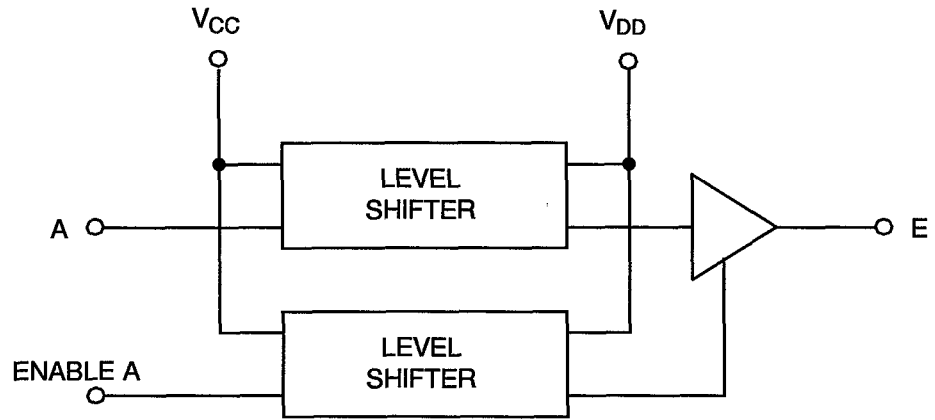 VCC
VDD
LEVEL
SHIFTER
A
E
LEVEL
SHIFTER
ENABLE A